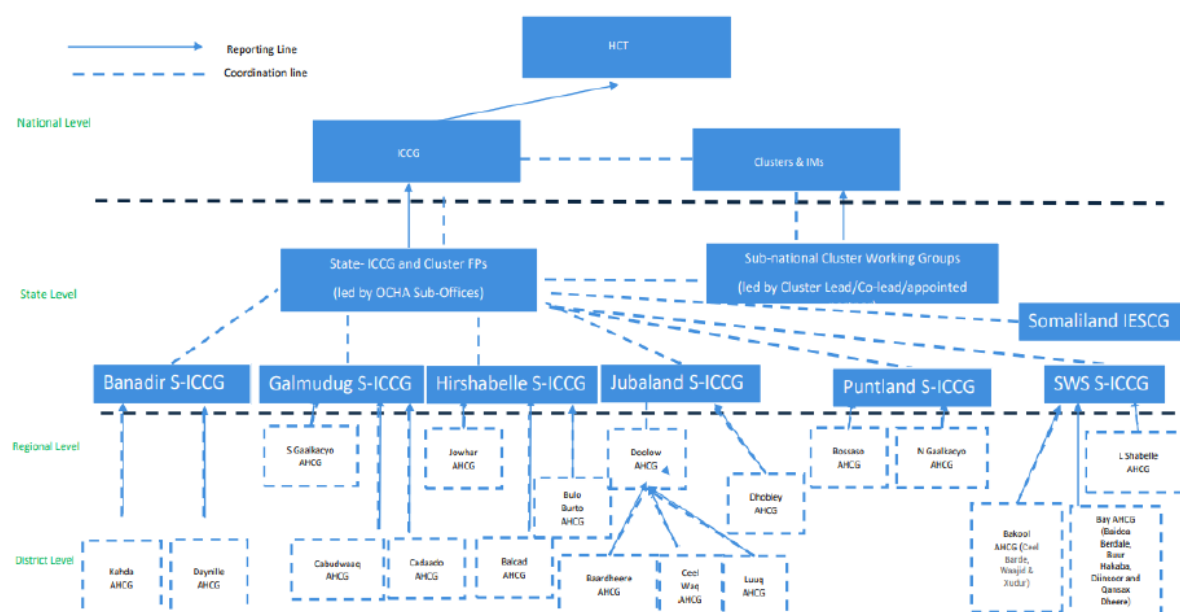 HCT
Reporting Line
Coordination line
National Level
ICCG
Clusters & IMs
State- ICCG and Cluster FPs
(led by OCHA Sub-Offices)
Sub-national Cluster Working Groups
(led by Cluster Lead/Co-lead/appointed
State Level
Somaliland IESCG
Banadir S-ICCG
Galmudug S-ICCG
Hirshabelle S-ICCG
Jubaland S-ICCG
Puntland S-ICCG
SWS S-ICCG
Regional Level
S Gaalkacyo
AHCG
Jowhar
AHCG
Doolow
AHCG
Bossaso
AHCG
N Gaalkacyo
AHCG
L Shabelle
AHCG
Bulo
Burto
AHCG
Dhobley
AHCG
District Level
Kahda
AHCG
Daynille
AHCG
Cabudwaaq
AHCG
Cadaado
AHCG
Balcad
AHCG
Baardheere
AHCG
Ceel
Waq
AHCG
Luuq
AHCG
Bakool
AHCG (Ceel
Barde,
Waajid &
Xudur)
Bay AHCG
(Baidoa
Berdale,
Buur
Hakaba,
Diinsoor and
Qansax
Dheere)